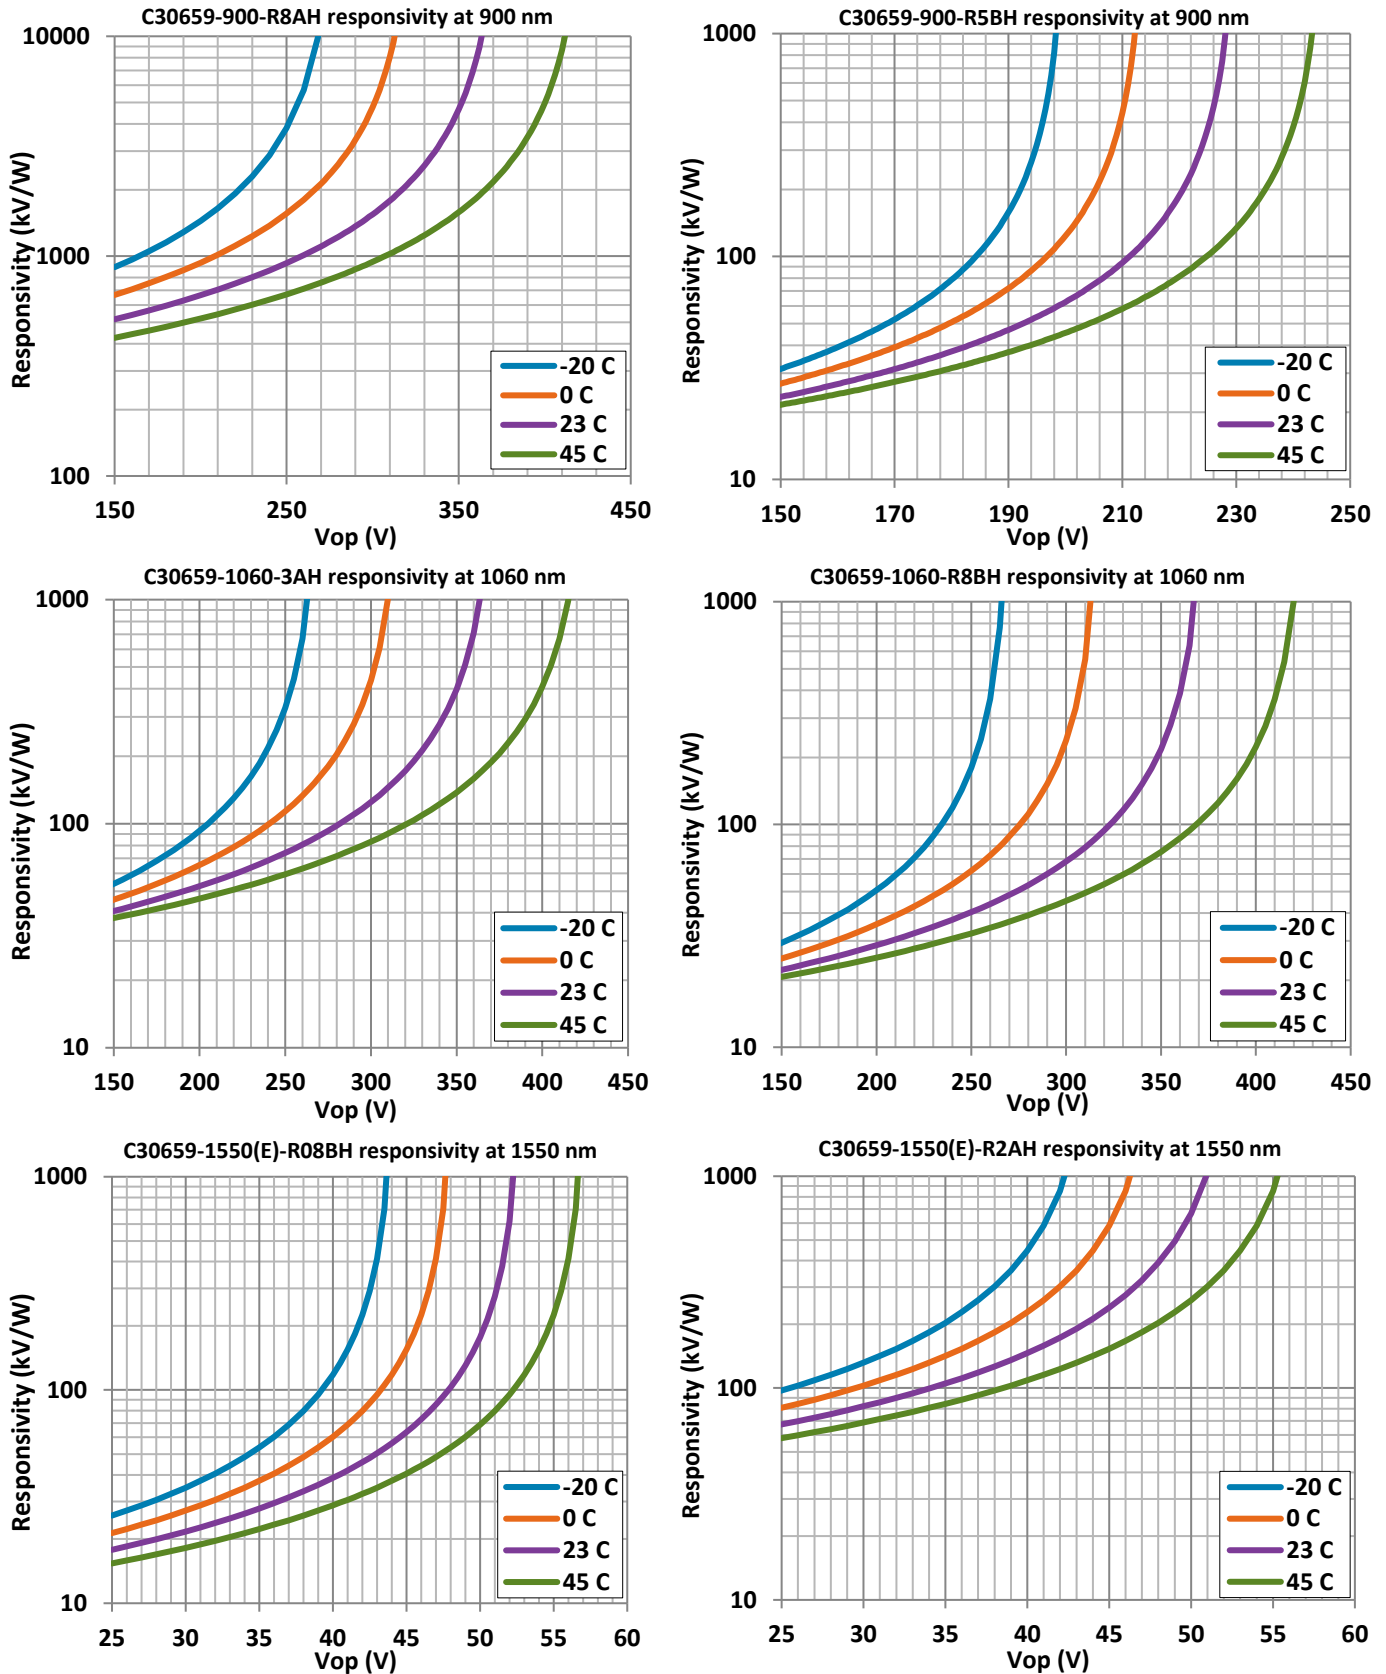 C30659-900-R8AH responsivity at 900 nm
10000
1000
100
Responsivity (kV/W)
-20 C
0 C
23 C
45 C
150 250 350 450
Vop (V)
C30659-900-R5BH responsivity at 900 nm
1000
100
10
Responsivity (kV/W)
-20 C
0 C
23 C
45 C
150 170 190 210 230 250
Vop (V)
C30659-1060-3AH responsivity at 1060 nm
1000
100
10
Responsivity (kV/W)
-20 C
0 C
23 C
45 C
150 200 250 300 350 400 450
Vop (V)
C30659-1060-R8BH responsivity at 1060 nm
1000
100
10
Responsivity (kV/W)
-20 C
0 C
23 C
45 C
150 200 250 300 350 400 450
Vop (V)
C30659-1550(E)-R08BH responsivity at 1550 nm
1000
100
10
Responsivity (kV/W)
-20 C
0 C
23 C
45 C
25 30 35 40 45 50 55 60
Vop (V)
C30659-1550(E)-R2AH responsivity at 1550 nm
1000
100
10
Responsivity (kV/W)
-20 C
0 C
23 C
45 C
25 30 35 40 45 50 55 60
Vop (V)